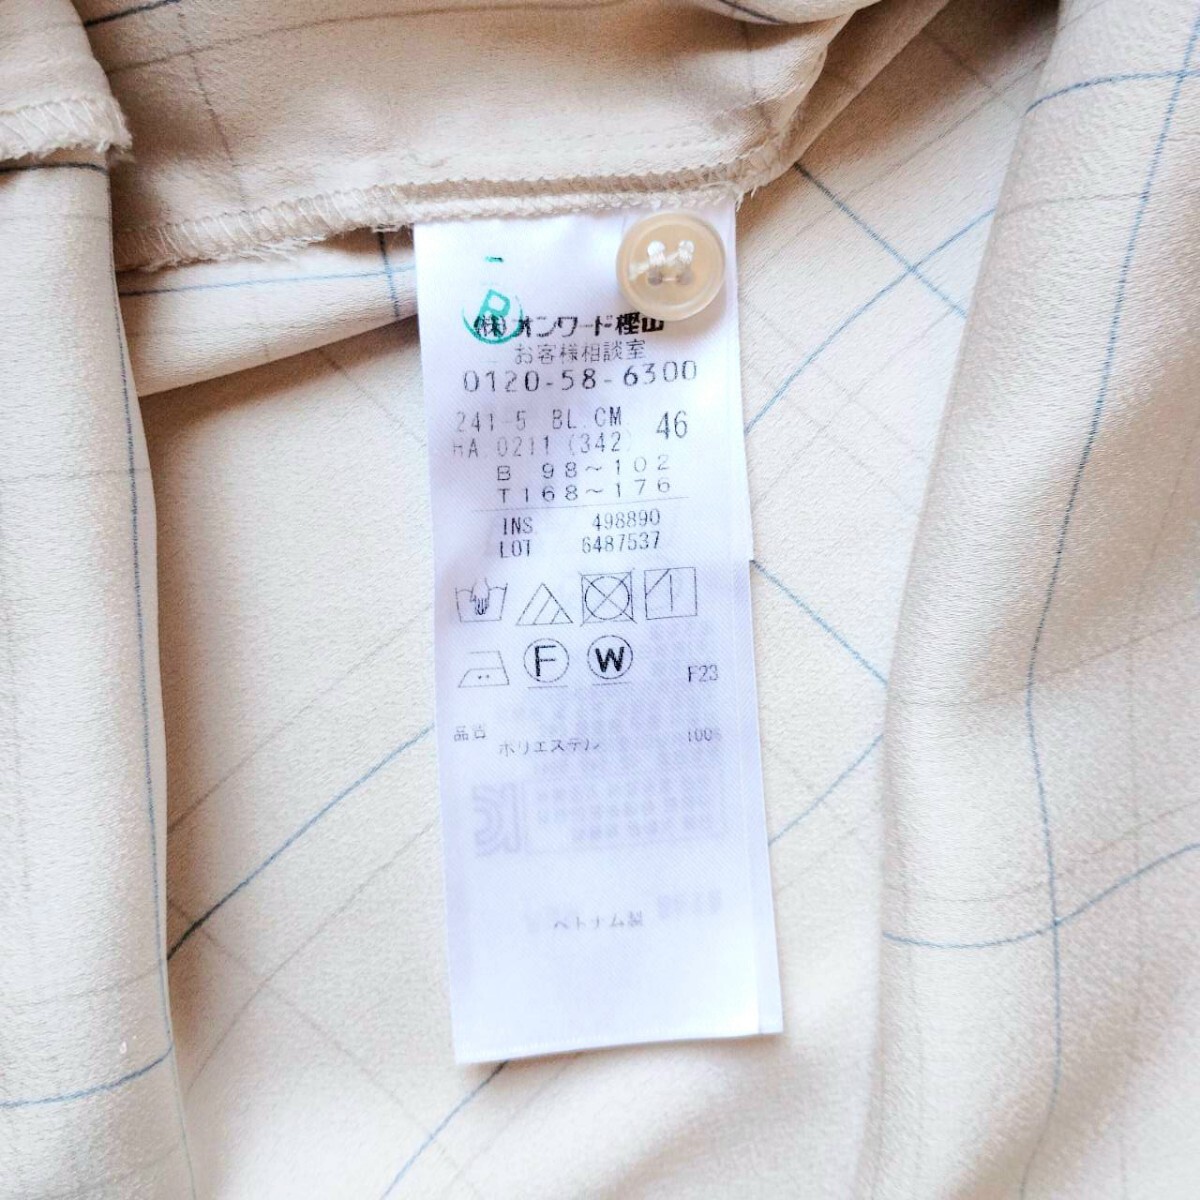 B
(株)オンワード樫山
お客様相談室
0120-58-6300
241-5 BL.CM 46
HA.0211 (342)
B 98~102
T168~176
INS. 498890
LOT 6487537
F W
F23
ポリエステル 100
ベトナム製